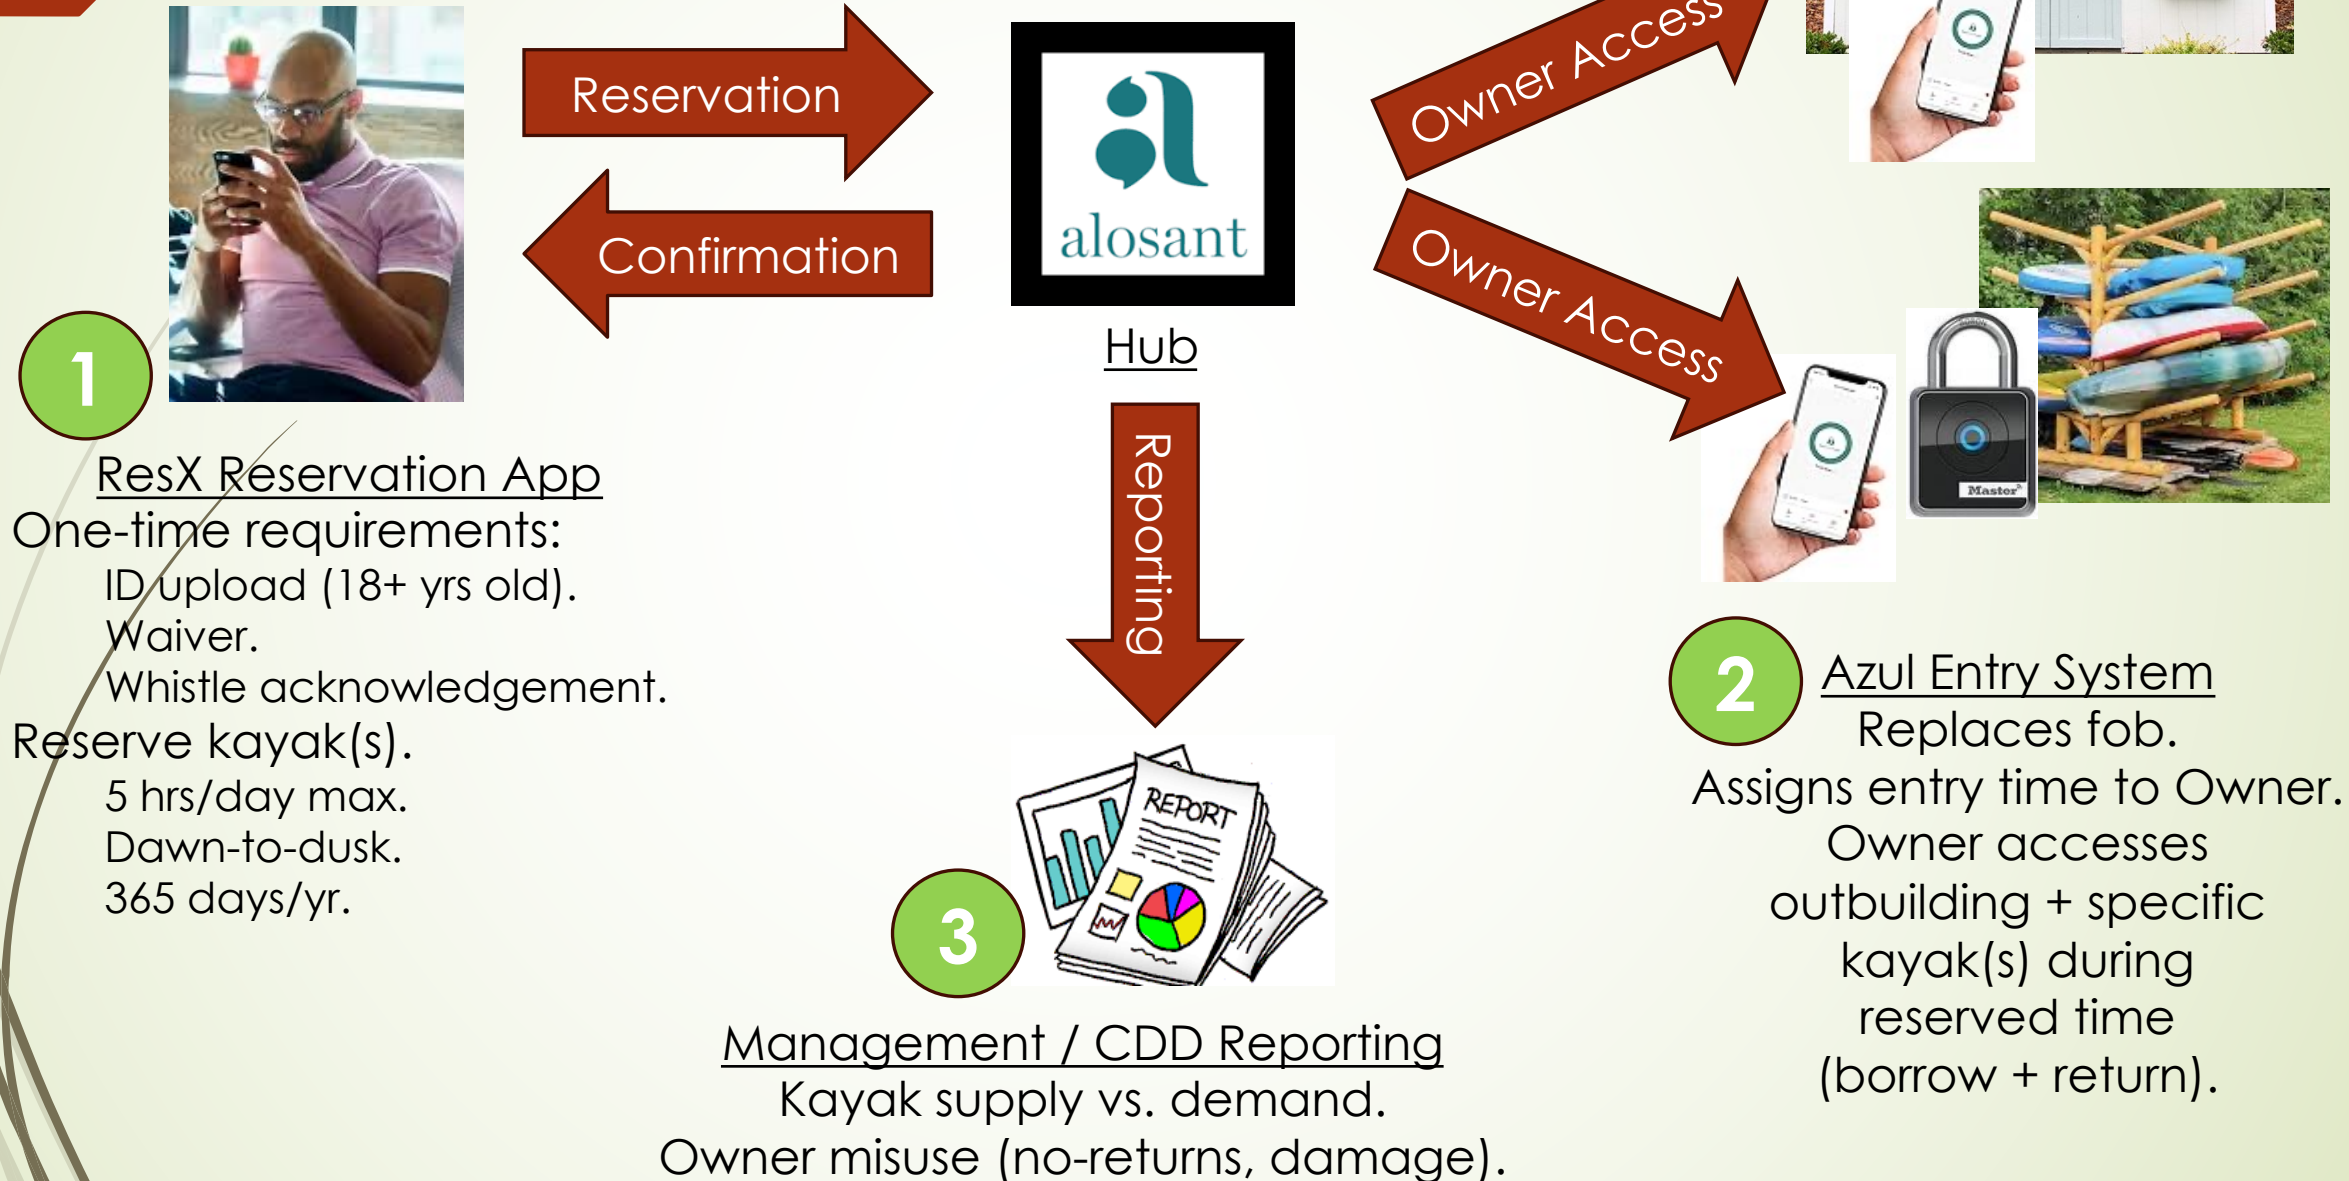 Reservation
Confirmation
alosant
Hub
Owner Access
Owner Access
Reporting
Master
1
ResX Reservation App
One-time requirements:
ID upload (18+ yrs old).
Waiver.
Whistle acknowledgement.
Reserve kayak(s).
5 hrs/day max.
Dawn-to-dusk.
365 days/yr.
2
Azul Entry System
Replaces fob.
Assigns entry time to Owner.
Owner accesses
outbuilding + specific
kayak(s) during
reserved time
(borrow + return).
REPORT
3
Management / CDD Reporting
Kayak supply vs. demand.
Owner misuse (no-returns, damage).